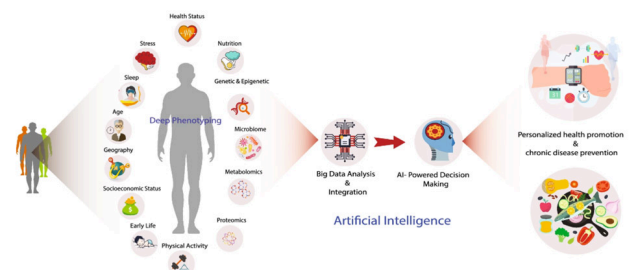 Health Status
Stress
Nutrition
Sleep
Genetic & Epigenetic
Age
Deep Phenotyping
Microbiome
Geography
Metabolomics
Socioeconomic Status
Proteomics
Early Life
Physical Activity
Big Data Analysis
&
Integration
AI- Powered Decision
Making
Artificial Intelligence
Personalized health promotion
&
chronic disease prevention